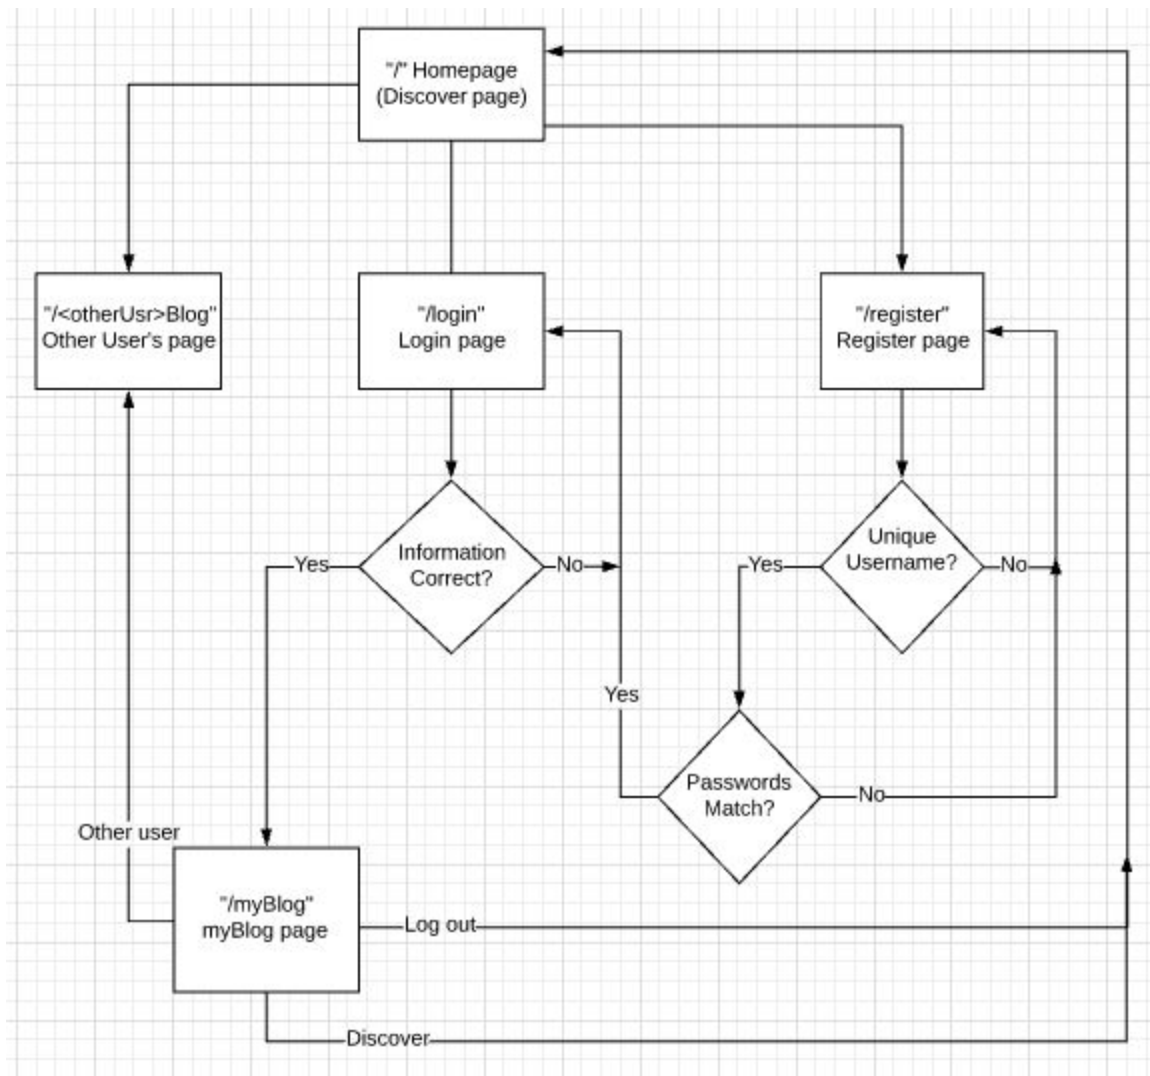 "/" Homepage
(Discover page)
"/<otherUsr>Blog"
Other User's page
"/login"
Login page
"/register"
Register page
Information
Correct?
Yes
No
Unique
Username?
Yes
No
Yes
Passwords
Match?
No
Other user
"/myBlog"
myBlog page
Log out
Discover